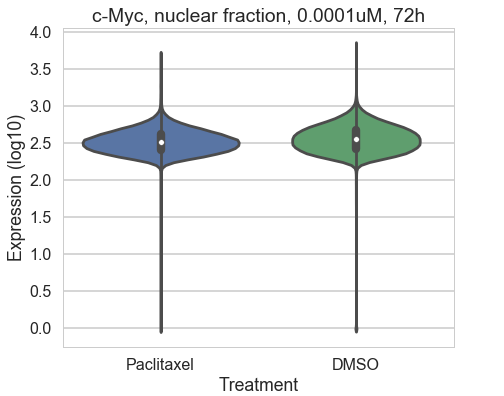 c-Myc, nuclear fraction, 0.0001uM, 72h
4.0
3.5
3.0
2.5
2.0
1.5
1.0
0.5
0.0
Expression (log10)
Paclitaxel
DMSO
Treatment